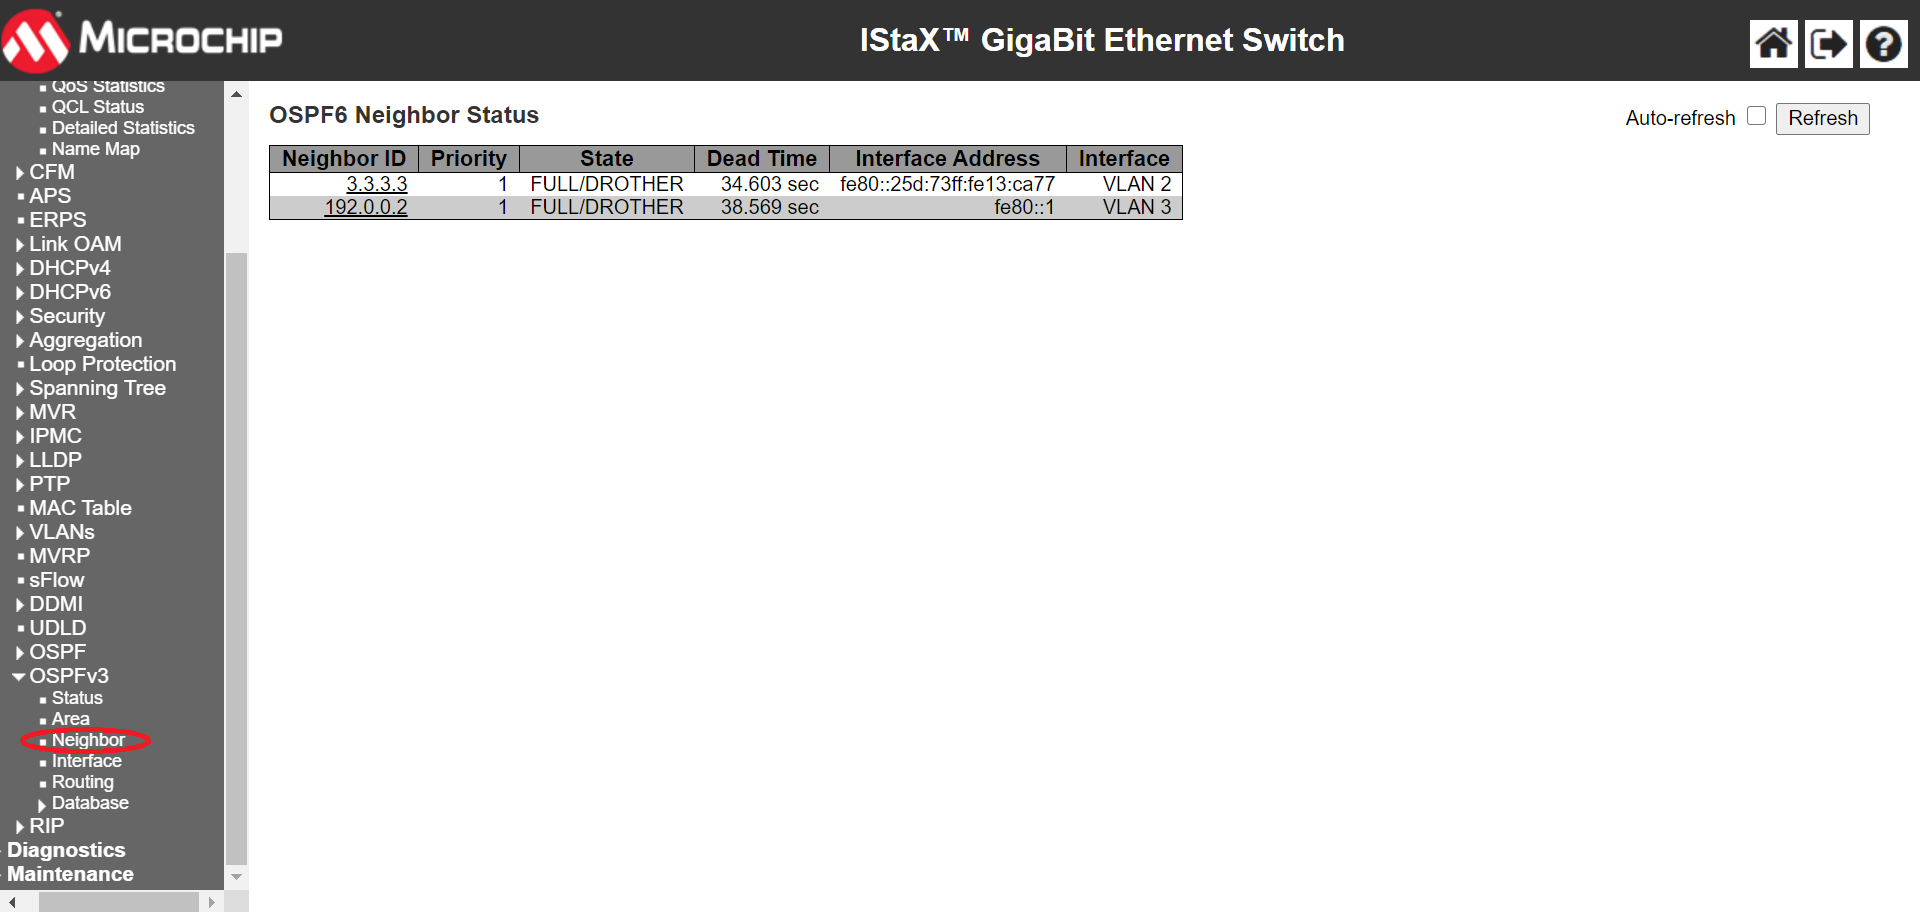 MICROCHIP
IStaX™ GigaBit Ethernet Switch
QoS Statistics
QCL Status
Detailed Statistics
Name Map
CFM
APS
ERPS
Link OAM
DHCPv4
DHCPv6
Security
Aggregation
Loop Protection
Spanning Tree
MVR
IPMC
LLDP
PTP
MAC Table
VLANs
MVRP
sFlow
DDMI
UDLD
OSPF
OSPFv3
Status
Area
Neighbor
Interface
Routing
Database
RIP
Diagnostics
Maintenance
OSPF6 Neighbor Status
Auto-refresh Refresh
Neighbor ID Priority State Dead Time Interface Address Interface
3.3.3.3 1 FULL/DROTHER 34.603 sec fe80::25d:73ff:fe13:ca77 VLAN 2
192.0.0.2 1 FULL/DROTHER 38.569 sec fe80::1 VLAN 3